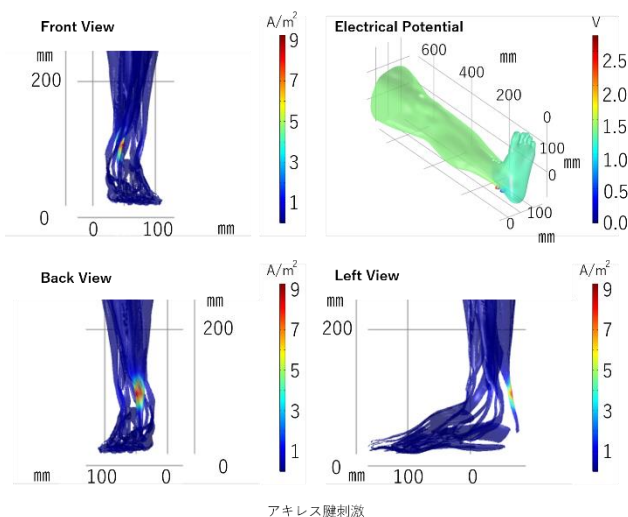 Front View
A/m²
9
7
5
3
1
mm
200
0
0
100
mm
Electrical Potential
V
2.5
2.0
1.5
1.0
0.5
0.0
mm
600
400
200
0
100
0
mm
100
0
mm
Back View
A/m²
9
7
5
3
1
mm
200
0
mm
100
0
Left View
A/m²
9
7
5
3
1
200
0
mm
100
0
アキレス腱刺激